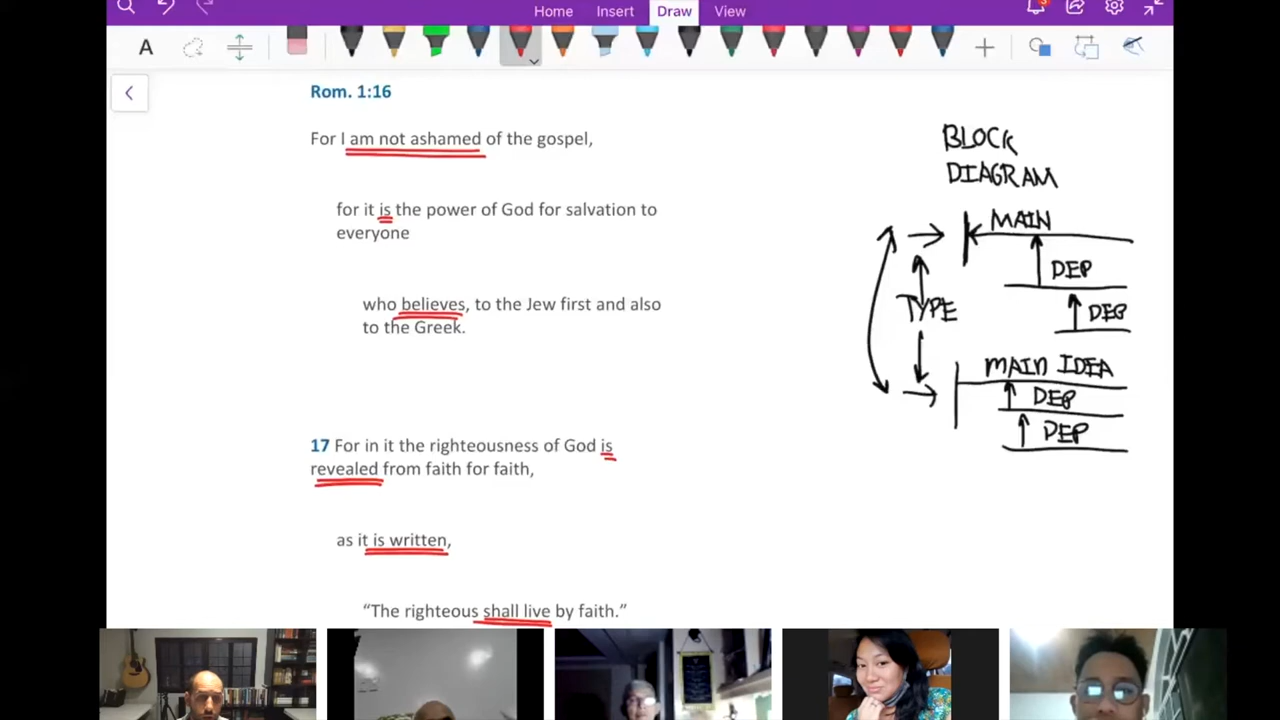 Home Insert Draw View
A
Rom. 1:16
For I am not ashamed of the gospel,
for it is the power of God for salvation to
everyone
who believes, to the Jew first and also
to the Greek.
17 For in it the righteousness of God is
revealed from faith for faith,
as it is written,
“The righteous shall live by faith.”
BLOCK
DIAGRAM
MAIN
DEP
DEP
TYPE
MAIN IDEA
DEP
DEP